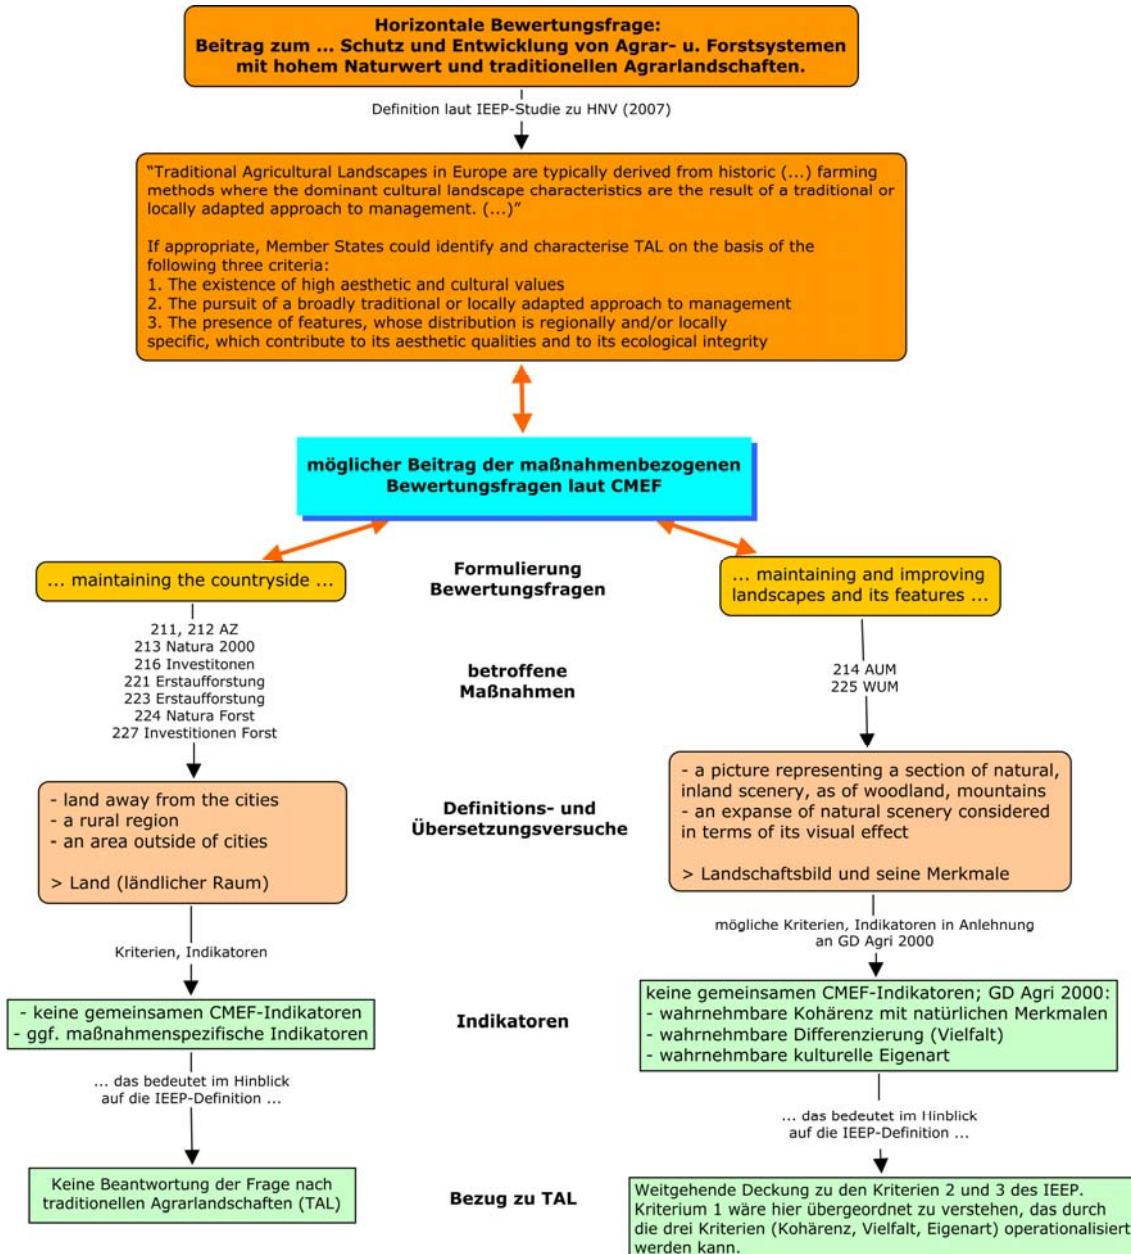 Horizontale Bewertungsfrage:
Beitrag zum ... Schutz und Entwicklung von Agrar- u. Forstsystemen
mit hohem Naturwert und traditionellen Agrarlandschaften.
Definition laut IEEP-Studie zu HNV (2007)
"Traditional Agricultural Landscapes in Europe are typically derived from historic (...) farming
methods where the dominant cultural landscape characteristics are the result of a traditional or
locally adapted approach to management. (...)"
If appropriate, Member States could identify and characterise TAL on the basis of the
following three criteria:
1. The existence of high aesthetic and cultural values
2. The pursuit of a broadly traditional or locally adapted approach to management
3. The presence of features, whose distribution is regionally and/or locally
specific, which contribute to its aesthetic qualities and to its ecological integrity
möglicher Beitrag der maßnahmenbezogenen
Bewertungsfragen laut CMEF
... maintaining the countryside ...
Formulierung
Bewertungsfragen
... maintaining and improving
landscapes and its features ...
211, 212 AZ
213 Natura 2000
216 Investitonen
221 Erstaufforstung
223 Erstaufforstung
224 Natura Forst
227 Investitionen Forst
betroffene
Maßnahmen
214 AUM
225 WUM
- land away from the cities
- a rural region
- an area outside of cities
> Land (ländlicher Raum)
Definitions- und
Übersetzungsversuche
- a picture representing a section of natural,
inland scenery, as of woodland, mountains
- an expanse of natural scenery considered
in terms of its visual effect
> Landschaftsbild und seine Merkmale
Kriterien, Indikatoren
mögliche Kriterien, Indikatoren in Anlehnung
an GD Agri 2000
- keine gemeinsamen CMEF-Indikatoren
- ggf. maßnahmenspezifische Indikatoren
Indikatoren
keine gemeinsamen CMEF-Indikatoren; GD Agri 2000:
- wahrnehmbare Kohärenz mit natürlichen Merkmalen
- wahrnehmbare Differenzierung (Vielfalt)
- wahrnehmbare kulturelle Eigenart
... das bedeutet im Hinblick
auf die IEEP-Definition ...
... das bedeutet im Hinblick
auf die IEEP-Definition ...
Keine Beantwortung der Frage nach
traditionellen Agrarlandschaften (TAL)
Bezug zu TAL
Weitgehende Deckung zu den Kriterien 2 und 3 des IEEP.
Kriterium 1 wäre hier übergeordnet zu verstehen, das durch
die drei Kriterien (Kohärenz, Vielfalt, Eigenart) operationalisiert
werden kann.